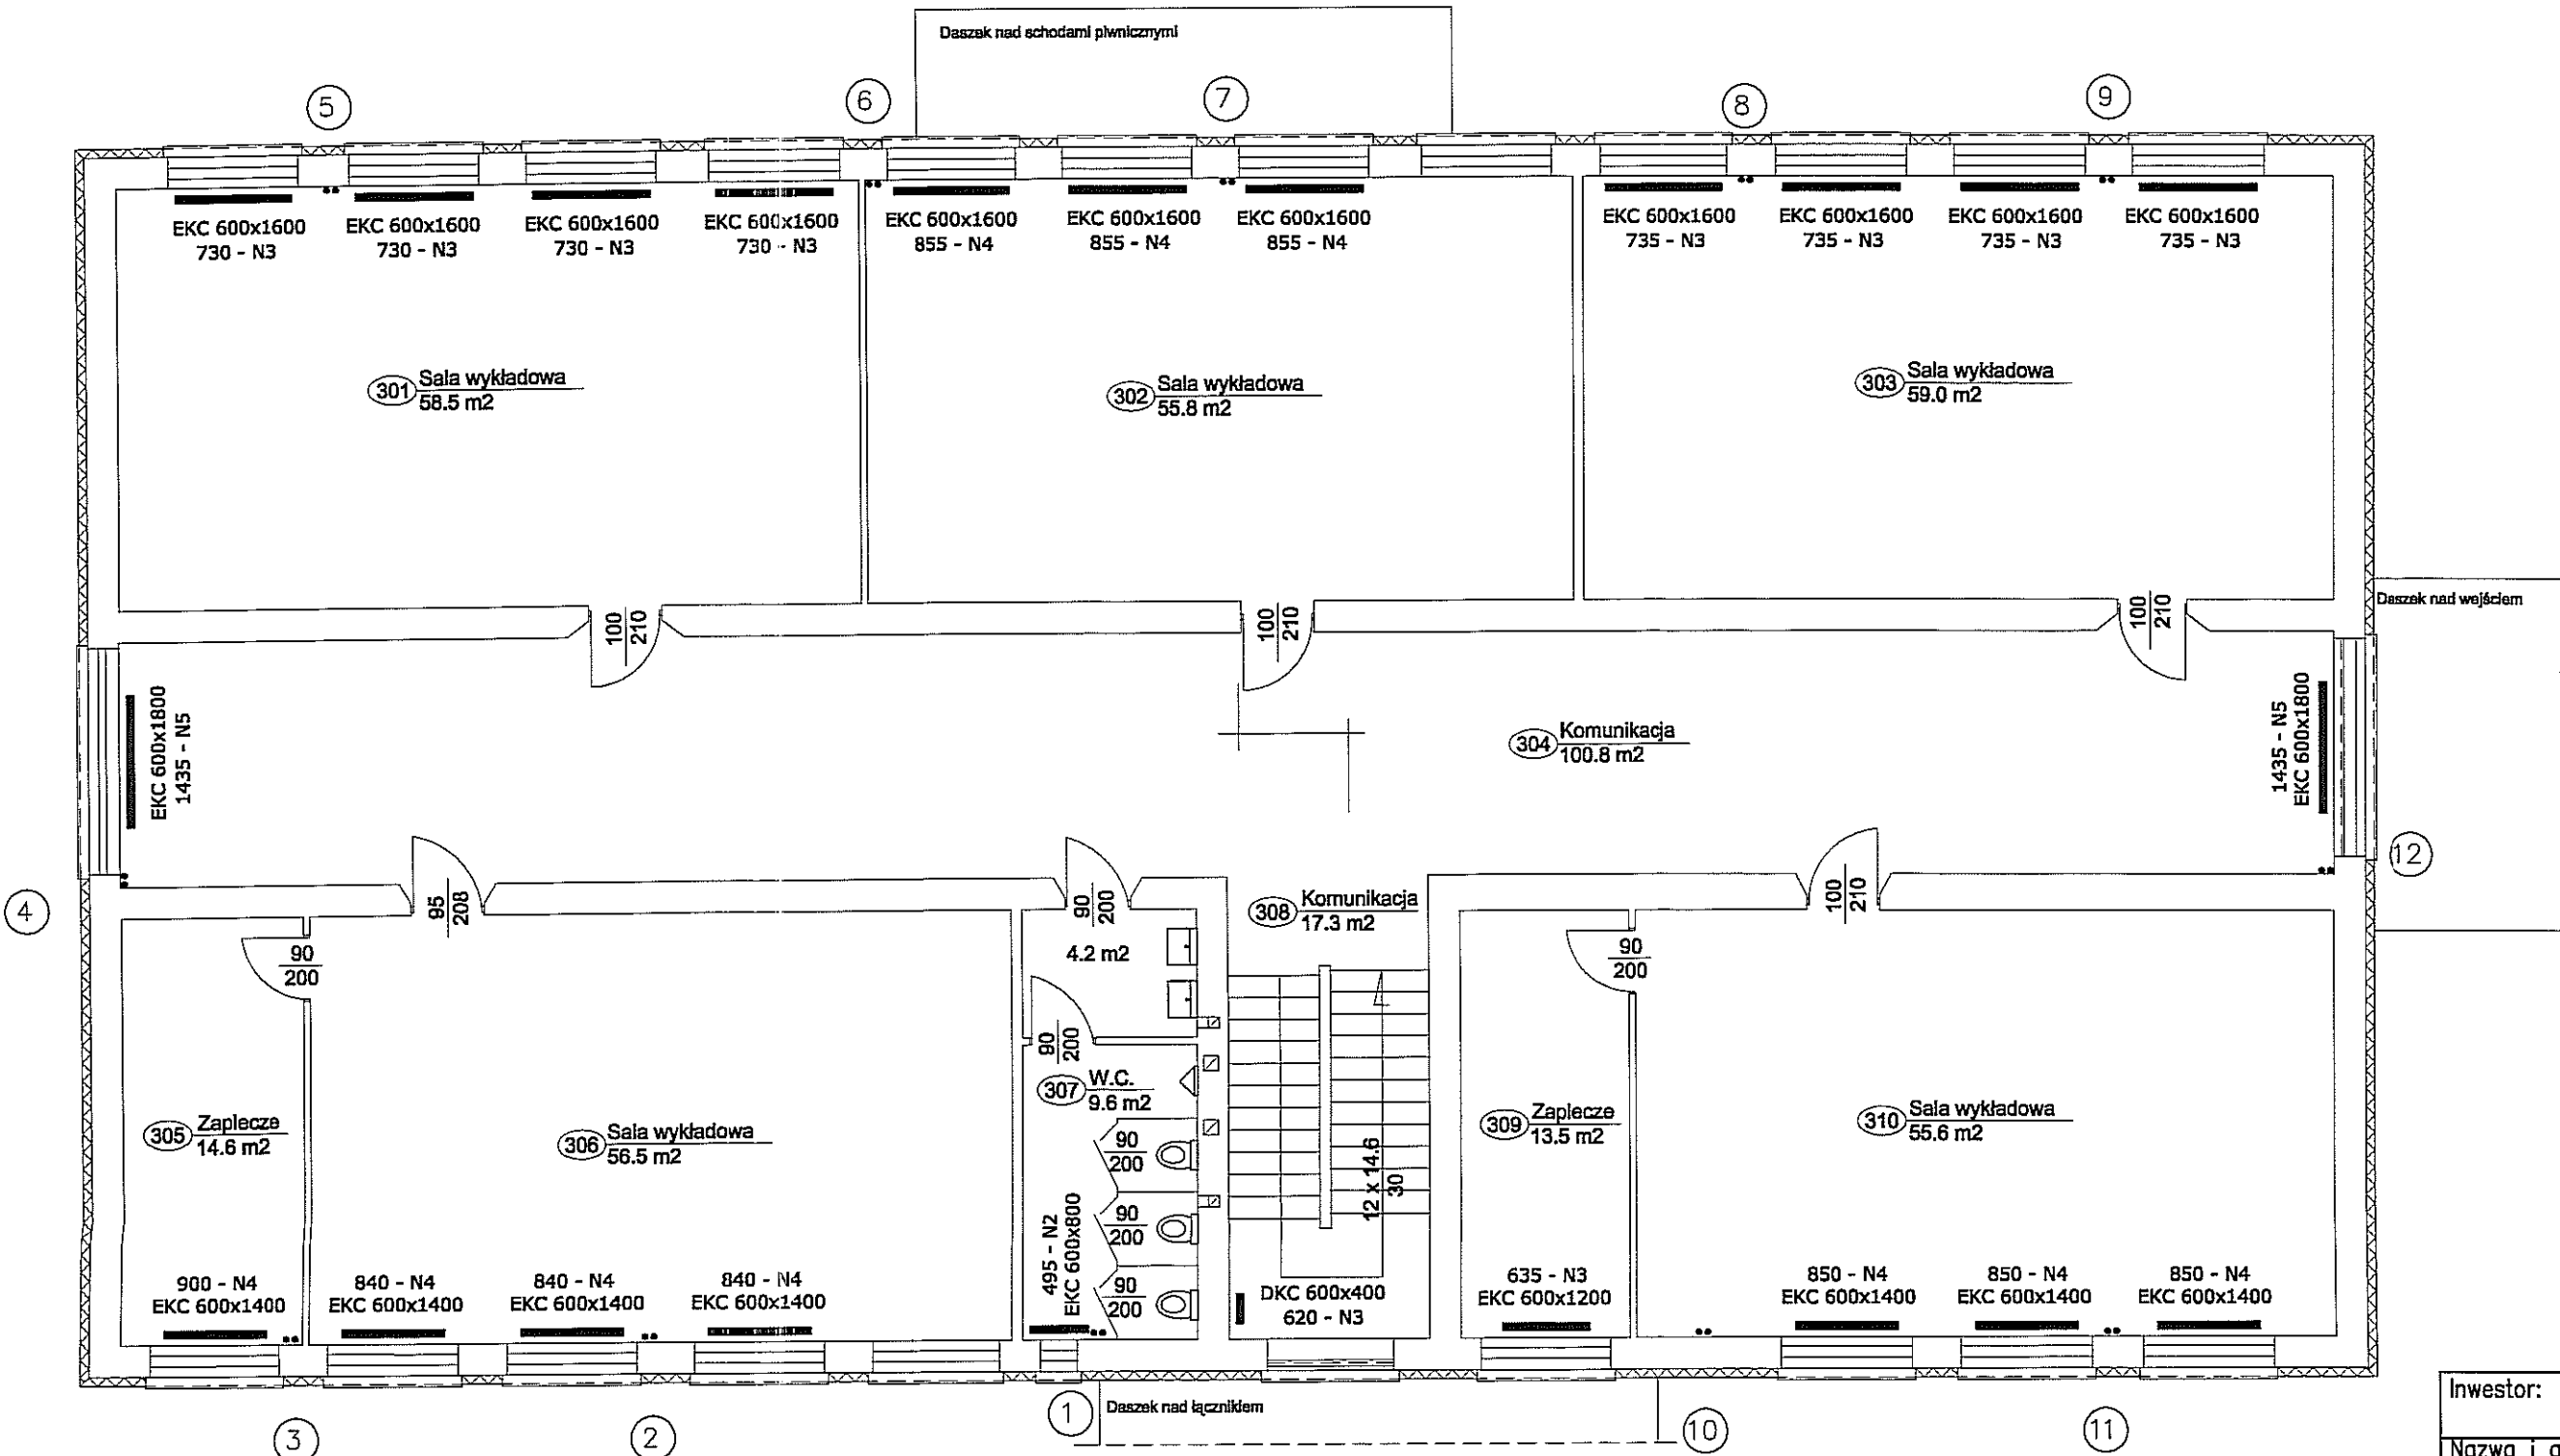 Daszek nad schodami piwnicznymi
5
6
7
8
9
EKC 600x1600
730 - N3
EKC 600x1600
730 - N3
EKC 600x1600
730 - N3
EKC 600x1600
730 - N3
EKC 600x1600
855 - N4
EKC 600x1600
855 - N4
EKC 600x1600
855 - N4
EKC 600x1600
735 - N3
EKC 600x1600
735 - N3
EKC 600x1600
735 - N3
EKC 600x1600
735 - N3
301 Sala wykładowa
58.5 m2
302 Sala wykładowa
55.8 m2
303 Sala wykładowa
59.0 m2
100
210
100
210
100
210
Daszek nad wejściem
EKC 600x1800
1435 - N5
304 Komunikacja
100.8 m2
1435 - N5
EKC 600x1800
4
12
95
208
90
200
100
210
308 Komunikacja
17.3 m2
90
200
4.2 m2
90
200
90
200
307 W.C.
9.6 m2
305 Zaplecze
14.6 m2
306 Sala wykładowa
56.5 m2
309 Zaplecze
13.5 m2
310 Sala wykładowa
55.6 m2
90
200
90
200
90
200
12 x 14.6
30
900 - N4
EKC 600x1400
840 - N4
EKC 600x1400
840 - N4
EKC 600x1400
840 - N4
EKC 600x1400
495 - N2
EKC 600x800
DKC 600x400
620 - N3
635 - N3
EKC 600x1200
850 - N4
EKC 600x1400
850 - N4
EKC 600x1400
850 - N4
EKC 600x1400
3
2
1
Daszek nad łącznikiem
10
11
Inwestor:
Nazwa i